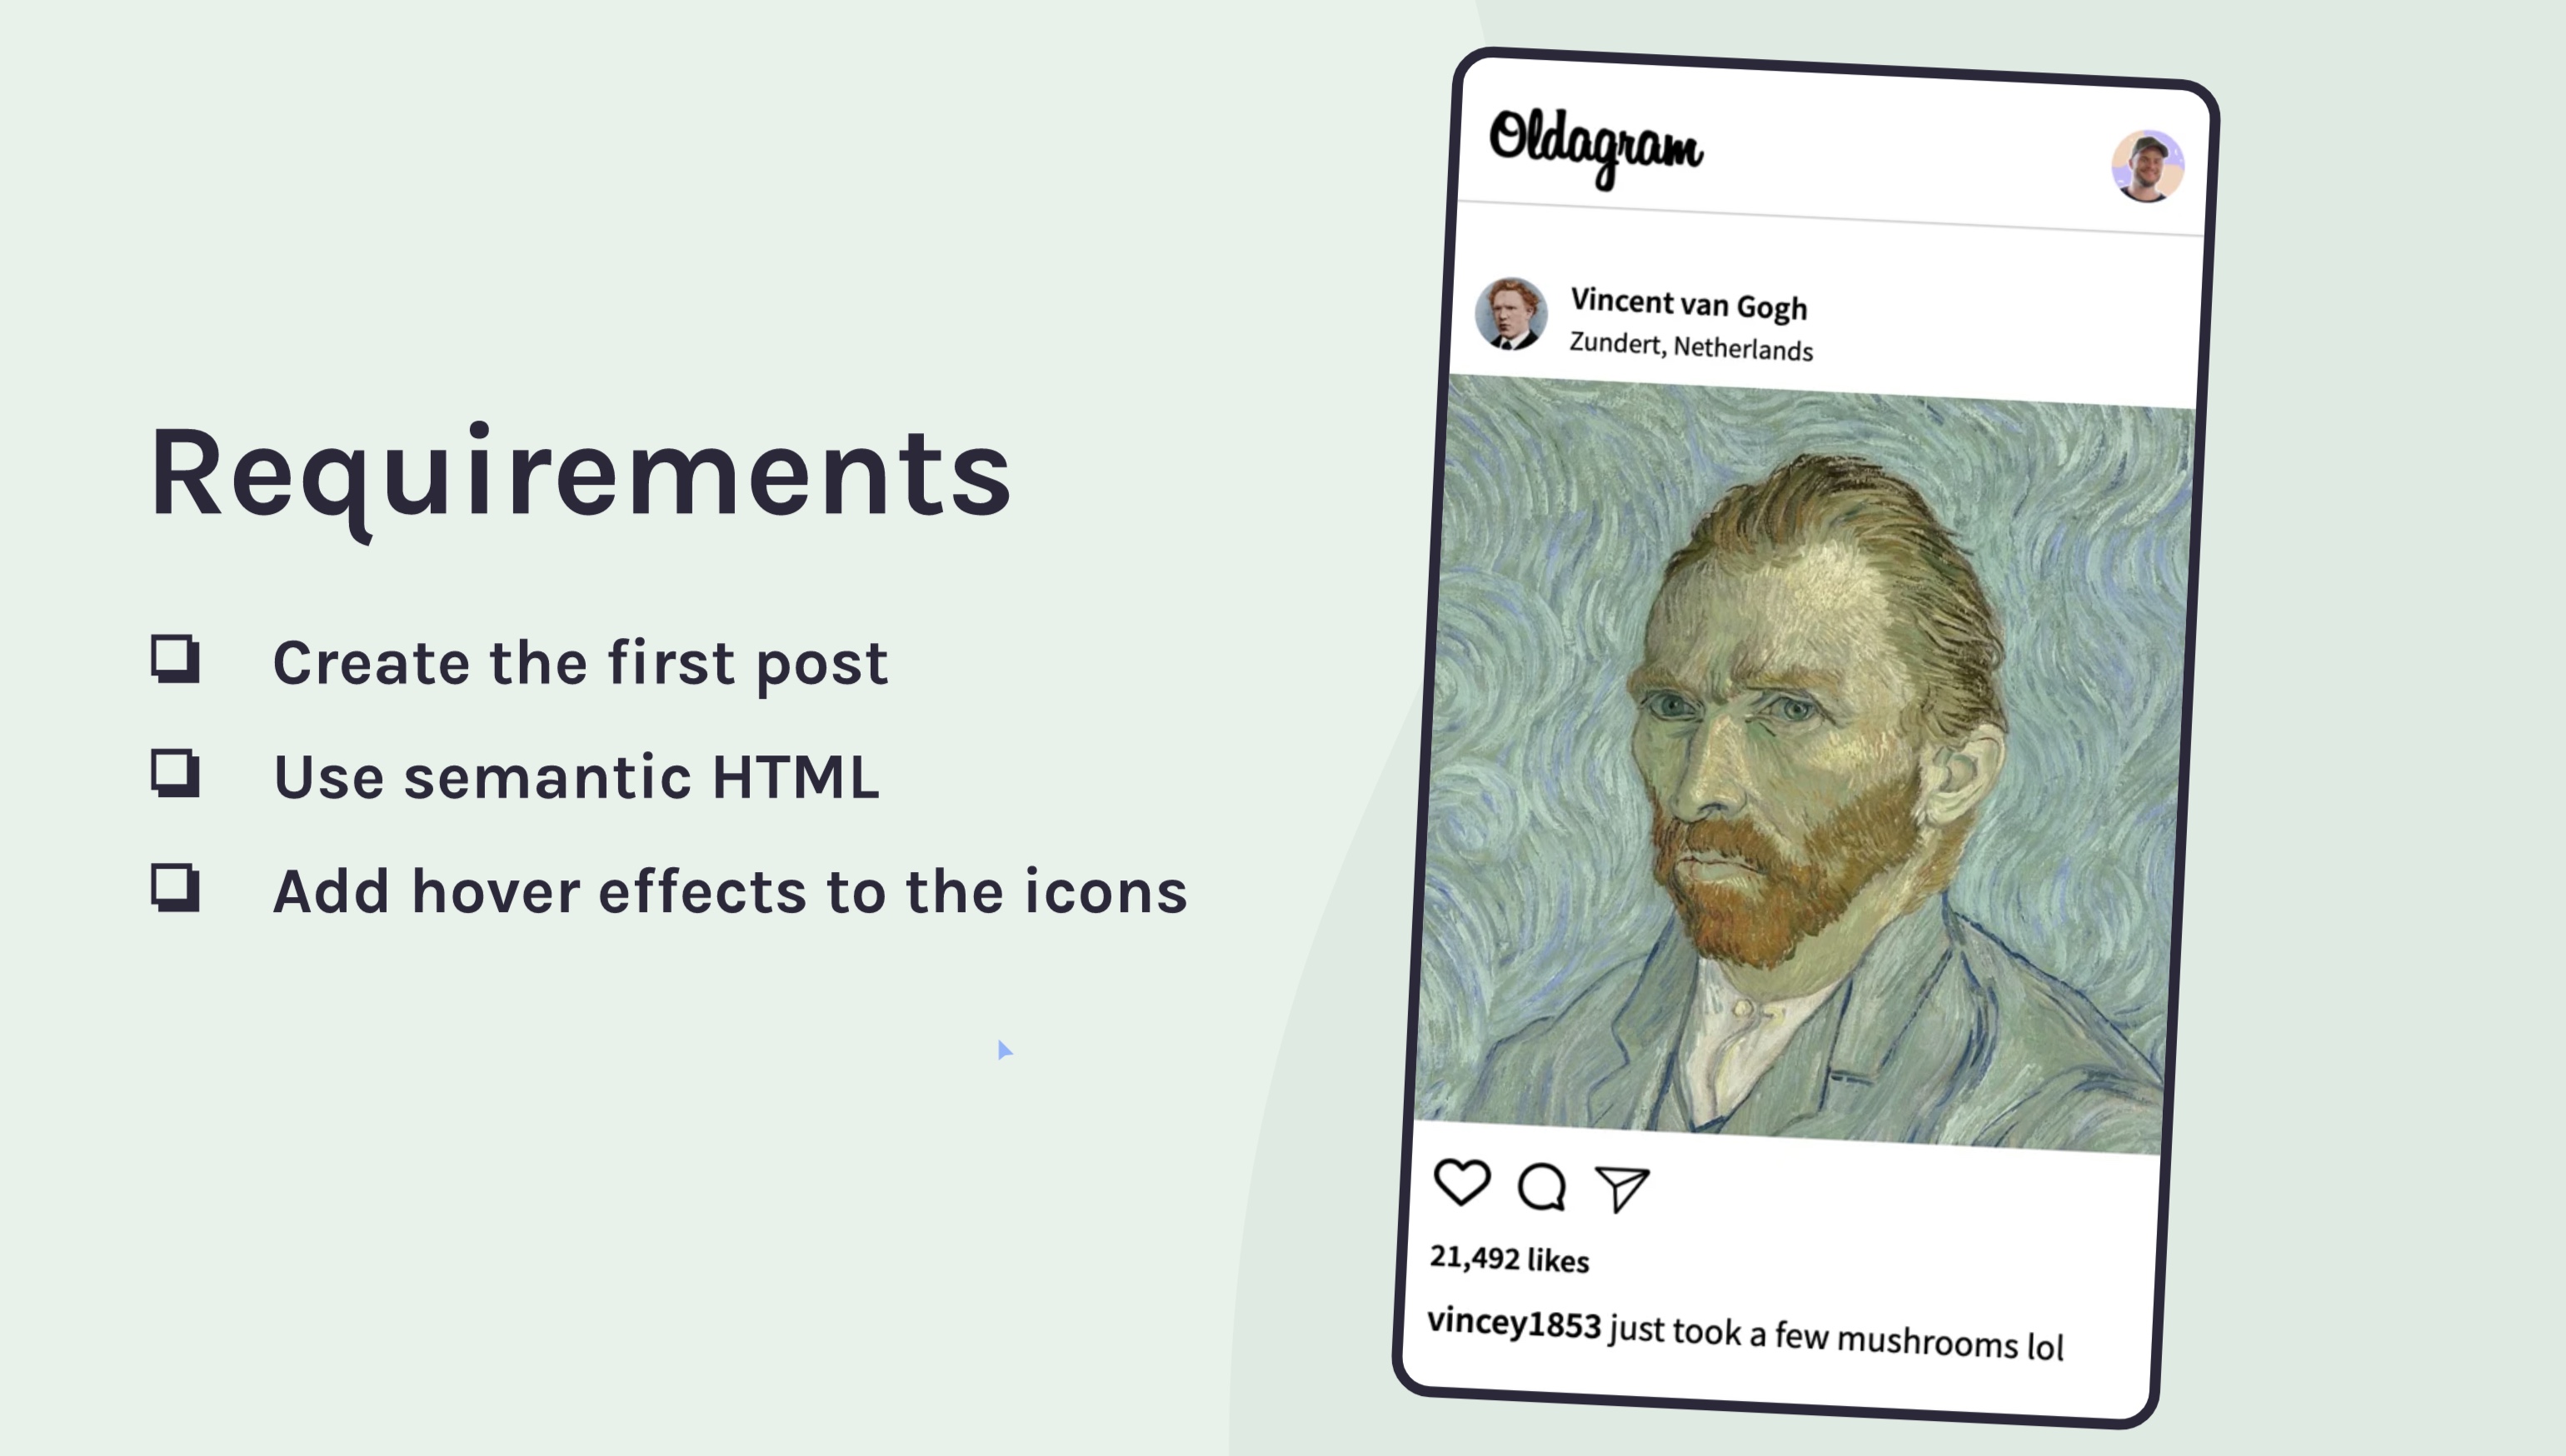 Requirements
Create the first post
Use semantic HTML
Add hover effects to the icons
Oldagram
Vincent van Gogh
Zundert, Netherlands
21,492 likes
vincey1853 just took a few mushrooms lol